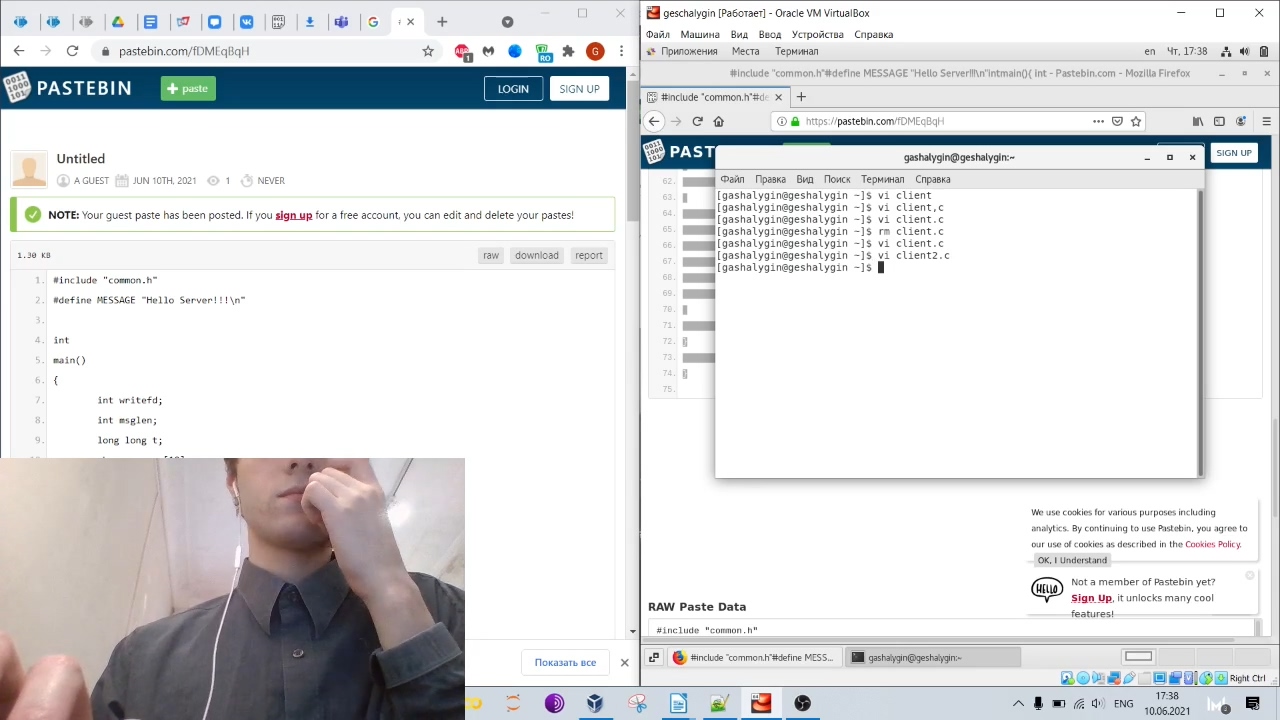 pastebin.com/fDMEqBqH
1
RO
G
0011
1000
101
PASTEBIN
+ paste
LOGIN
SIGN UP
Untitled
A GUEST
JUN 10TH, 2021
1
NEVER
NOTE: Your guest paste has been posted. If you sign up for a free account, you can edit and delete your pastes!
1.30 KB
raw
download
report
1. #include "common.h"
2. #define MESSAGE "Hello Server!!!\n"
3.
4. int
5. main()
6. {
7. int writefd;
8. int msglen;
9. long long t;
Показать все
geschalygin [Работает] - Oracle VM VirtualBox
Файл Машина Вид Ввод Устройства Справка
Приложения Места Терминал
en Чт, 17:38
#include "common.h"#define MESSAGE "Hello Server!!!\n"intmain(){ int - Pastebin.com - Mozilla Firefox
#include "common.h"#de
https://pastebin.com/fDMEqBqH
PAST
SIGN UP
gashalygin@geshalygin:~
Файл Правка Вид Поиск Терминал Справка
[gashalygin@geshalygin ~]$ vi client
[gashalygin@geshalygin ~]$ vi client,c
[gashalygin@geshalygin ~]$ vi client.c
[gashalygin@geshalygin ~]$ rm client.c
[gashalygin@geshalygin ~]$ vi client.c
[gashalygin@geshalygin ~]$ vi client2.c
[gashalygin@geshalygin ~]$
62.
63.
64.
65.
66.
67.
68.
69.
70.
71.
72. }
73.
74. }
75.
We use cookies for various purposes including
analytics. By continuing to use Pastebin, you agree to
our use of cookies as described in the Cookies Policy.
OK, I Understand
HELLO
Not a member of Pastebin yet?
Sign Up, it unlocks many cool
features!
RAW Paste Data
#include "common.h"
#include "common.h"#define MESS...
gashalygin@geshalygin:~
Right Ctrl
ENG
17:38
10.06.2021